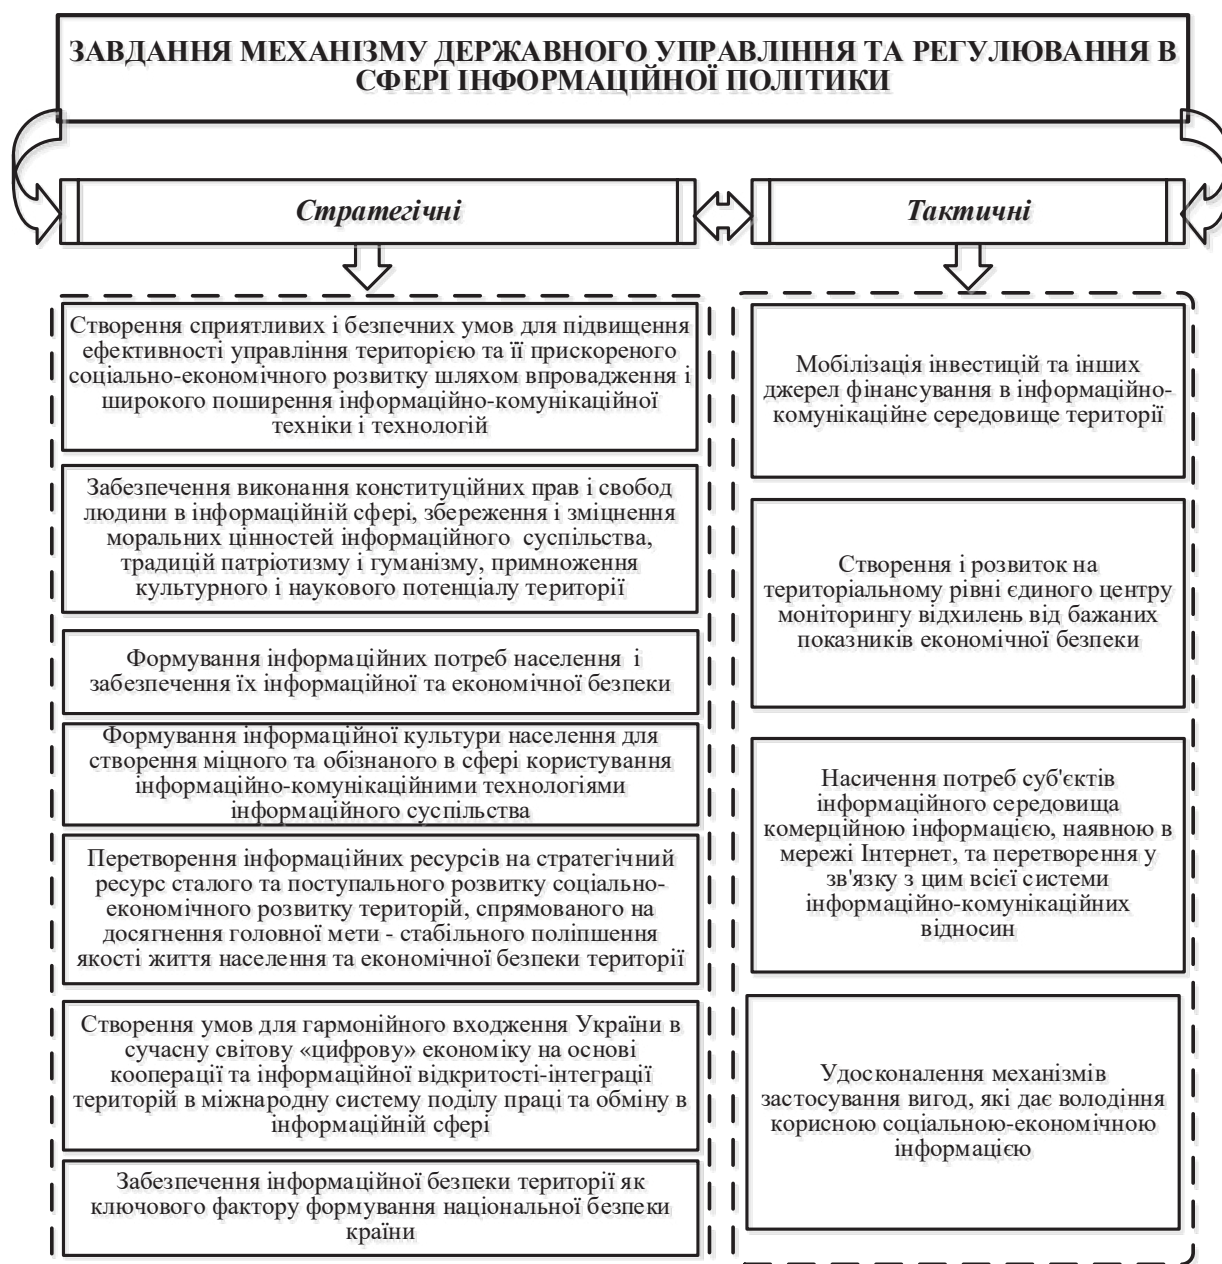 ЗАВДАННЯ МЕХАНІЗМУ ДЕРЖАВНОГО УПРАВЛІННЯ ТА РЕГУЛЮВАННЯ В
СФЕРІ ІНФОРМАЦІЙНОЇ ПОЛІТИКИ
Стратегічні
Створення сприятливих і безпечних умов для підвищення
ефективності управління територією та її прискореного
соціально-економічного розвитку шляхом впровадження і
широкого поширення інформаційно-комунікаційної
техніки і технологій
Забезпечення виконання конституційних прав і свобод
людини в інформаційній сфері, збереження і зміцнення
моральних цінностей інформаційного суспільства,
традицій патріотизму і гуманізму, примноження
культурного і наукового потенціалу території
Формування інформаційних потреб населення і
забезпечення їх інформаційної та економічної безпеки
Формування інформаційної культури населення для
створення міцного та обізнаного в сфері користування
інформаційно-комунікаційними технологіями
інформаційного суспільства
Перетворення інформаційних ресурсів на стратегічний
ресурс сталого та поступального розвитку соціально-
економічного розвитку територій, спрямованого на
досягнення головної мети - стабільного поліпшення
якості життя населення та економічної безпеки території
Створення умов для гармонійного входження України в
сучасну світову «цифрову» економіку на основі
кооперації та інформаційної відкритості-інтеграції
територій в міжнародну систему поділу праці та обміну в
інформаційній сфері
Забезпечення інформаційної безпеки території як
ключового фактору формування національної безпеки
країни
Тактичні
Мобілізація інвестицій та інших
джерел фінансування в інформаційно-
комунікаційне середовище території
Створення і розвиток на
територіальному рівні єдиного центру
моніторингу відхилень від бажаних
показників економічної безпеки
Насичення потреб суб'єктів
інформаційного середовища
комерційною інформацією, наявною в
мережі Інтернет, та перетворення у
зв'язку з цим всієї системи
інформаційно-комунікаційних
відносин
Удосконалення механізмів
застосування вигод, які дає володіння
корисною соціальною-економічною
інформацією